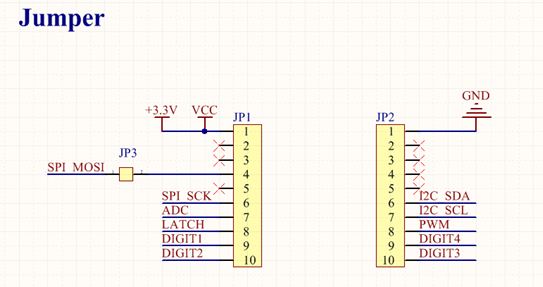 Jumper
+3.3V VCC JP1 JP2 GND
1 1
2 2
JP3 3 3
SPI_MOSI 1 2 4 4
5 5
SPI_SCK 6 6 I2C_SDA
ADC 7 7 I2C_SCL
LATCH 8 8 PWM
DIGIT1 9 9 DIGIT4
DIGIT2 10 10 DIGIT3